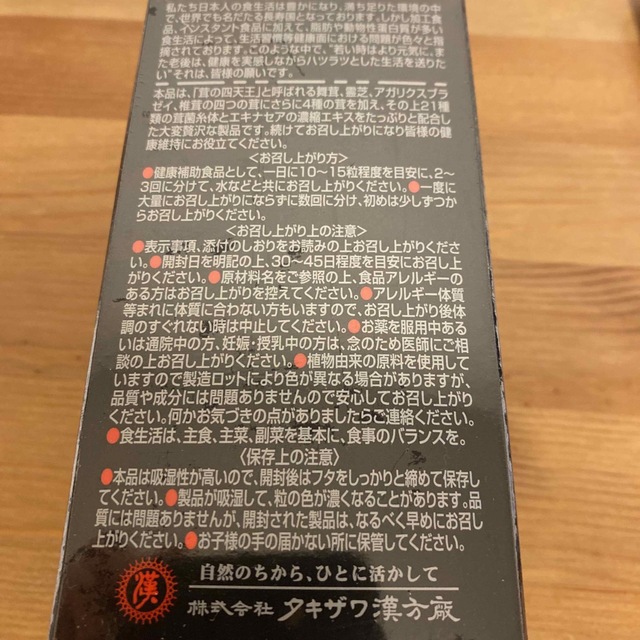 私たち日本人の食生活は豊かになり、満ち足りた環境の中
で、世界でも名だたる長寿国となっております。しかし加工食
品、インスタント食品に加えて、脂肪や動物性蛋白質が多い
食生活によって、生活習慣等健康面における問題が色々と指
摘されております。このような中で、"若い時はより元気に、ま
た老後は、健康を実感しながらハツラツとした生活を送りた
い"それは、皆様の願いです。
本品は、「茸の四天王」と呼ばれる舞茸、霊芝、アガリクスブラ
ゼイ、椎茸の四つの茸にさらに4種の茸を加え、その上21種
類の茸菌糸体とエキナセアの濃縮エキスをたっぷりと配合し
た大変贅沢な製品です。続けてお召し上がりになり皆様の健
康維持にお役立てください。
〈お召し上がり方〉
●健康補助食品として、一日に10〜15粒程度を目安に、2〜
3回に分けて、水などと共にお召し上がりください。●一度に
大量にお召し上がりにならずに数回に分け、初めは少しずつか
らお召し上がりください。
〈お召し上がり上の注意〉
●表示事項、添付のしおりをお読みの上お召し上がりくださ
い。●開封日を明記の上、30〜45日程度を目安にお召し上
がりください。●原材料名をご参照の上、食品アレルギーの
ある方はお召し上がりを控えてください。●アレルギー体質
等まれに体質に合わない方もいますので、お召し上がり後体
調のすぐれない時は中止してください。●お薬を服用中ある
いは通院中の方、妊娠・授乳中の方は、念のため医師にご相
談の上お召し上がりください。●植物由来の原料を使用して
いますので製造ロットにより色が異なる場合がありますが、
品質や成分には問題ありませんので安心してお召し上がり
ください。何かお気づきの点がありましたらご連絡ください。
●食生活は、主食、主菜、副菜を基本に、食事のバランスを。
〈保存上の注意〉
●本品は吸湿性が高いので、開封後はフタをしっかりと締めて保存し
てください。●製品が吸湿して、粒の色が濃くなることがあります。品
質には問題ありませんが、開封された製品は、なるべく早めにお召し
上がりください。●お子様の手の届かない所に保管してください。
自然のちから、ひとに活かして
漢 株式会社 タキザワ漢方廠